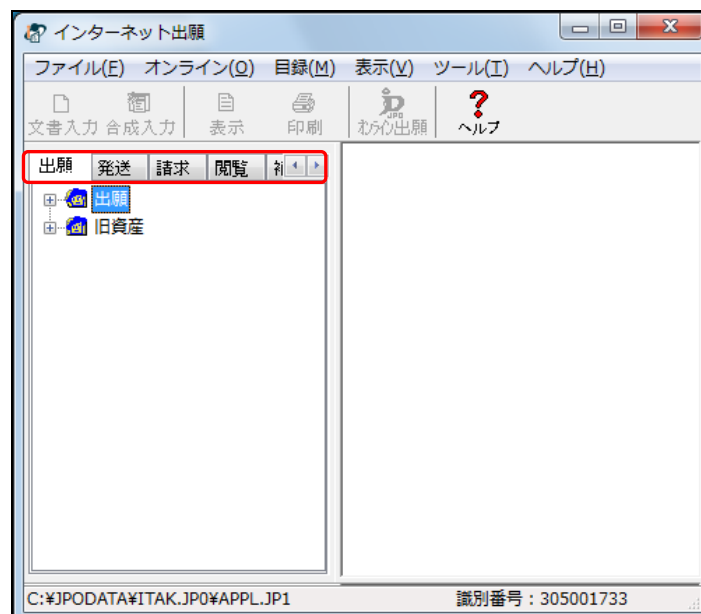 インターネット出願
ファイル(F) オンライン(O) 目録(M) 表示(V) ツール(T) ヘルプ(H)
文書入力 合成入力 表示 印刷 ｵﾝﾗｲﾝ出願 ヘルプ
出願 発送 請求 閲覧
出願
旧資産
C:¥JPODATA¥ITAK.JP0¥APPL.JP1 識別番号：305001733